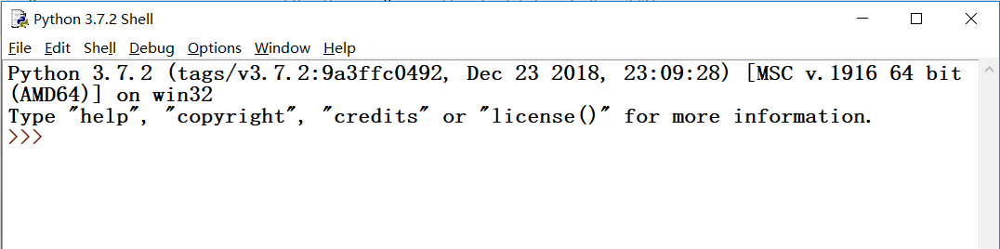 Python 3.7.2 Shell
File Edit Shell Debug Options Window Help
Python 3.7.2 (tags/v3.7.2:9a3ffc0492, Dec 23 2018, 23:09:28) [MSC v.1916 64 bit
(AMD64)] on win32
Type "help", "copyright", "credits" or "license()" for more information.
>>>